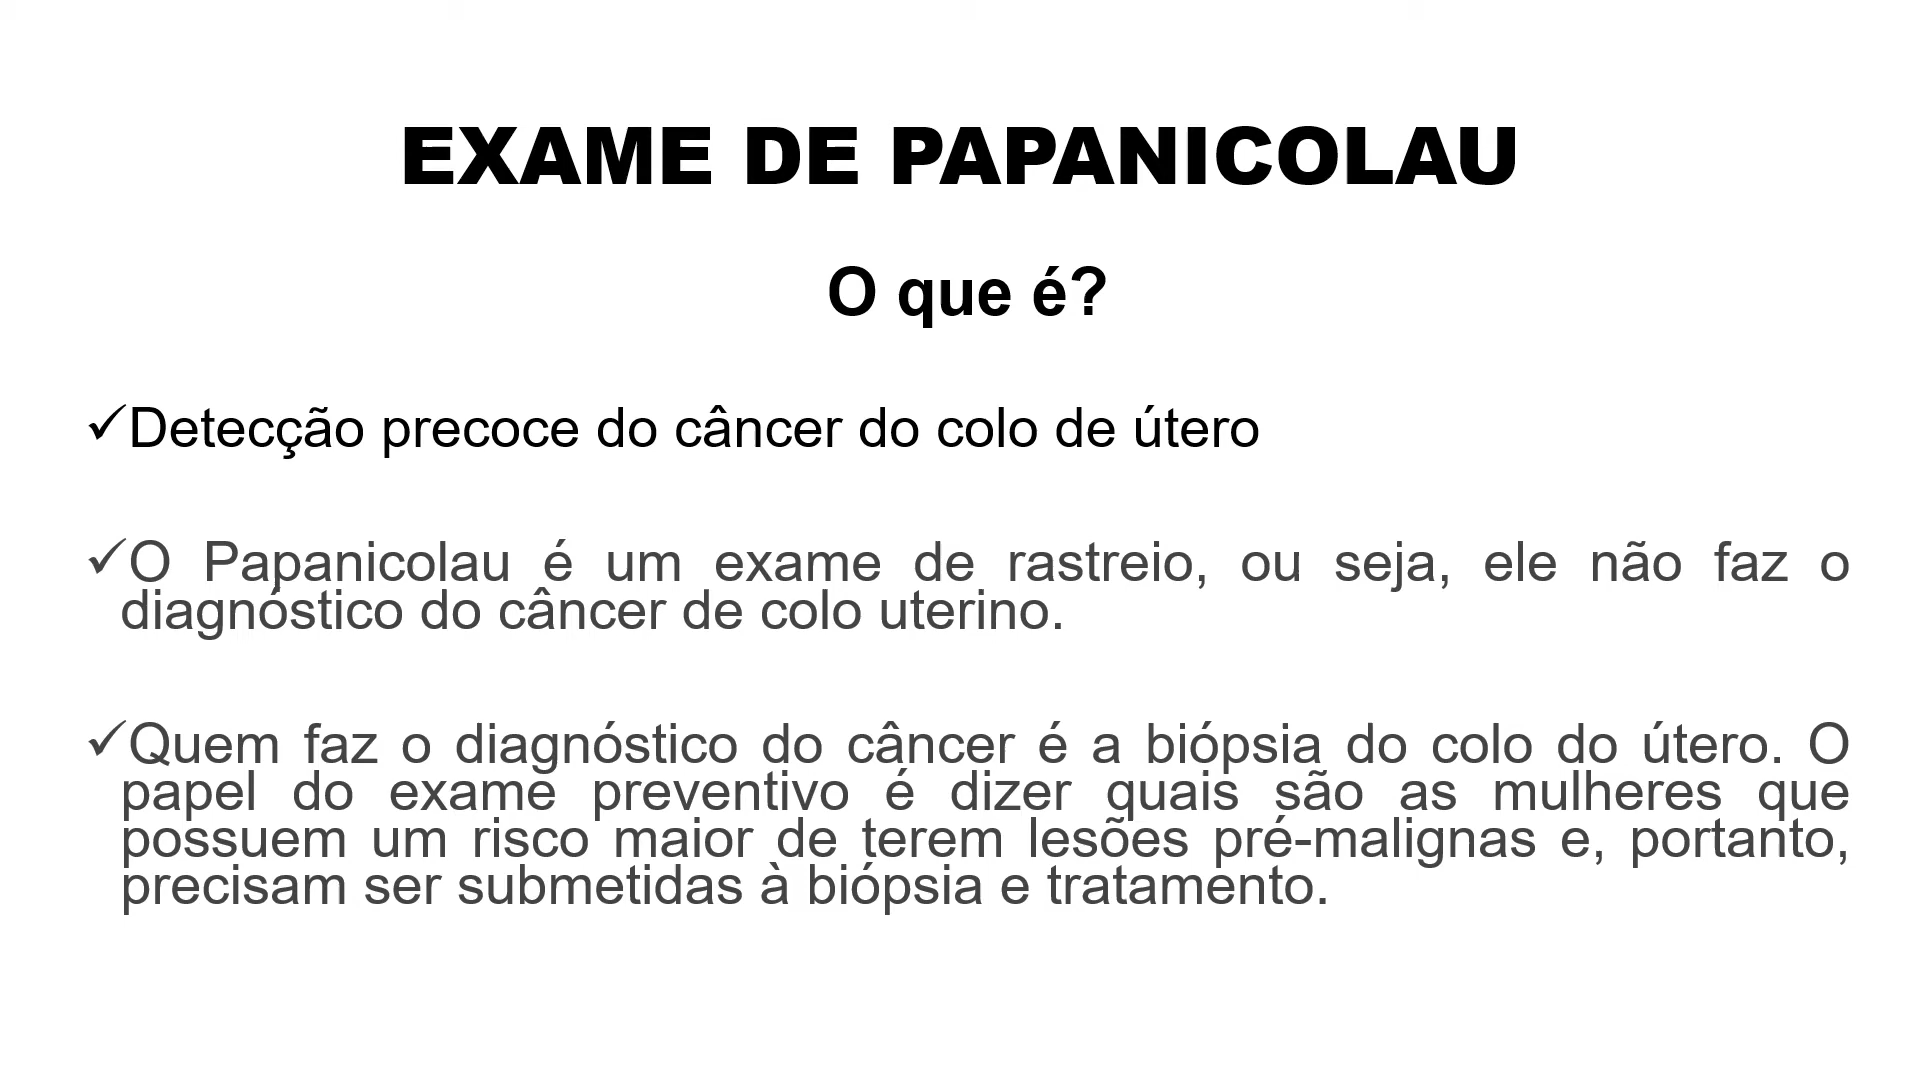 EXAME DE PAPANICOLAU
O que é?
✓Detecção precoce do câncer do colo de útero
✓O Papanicolau é um exame de rastreio, ou seja, ele não faz o
diagnóstico do câncer de colo uterino.
✓Quem faz o diagnóstico do câncer é a biópsia do colo do útero. O
papel do exame preventivo é dizer quais são as mulheres que
possuem um risco maior de terem lesões pré-malignas e, portanto,
precisam ser submetidas à biópsia e tratamento.